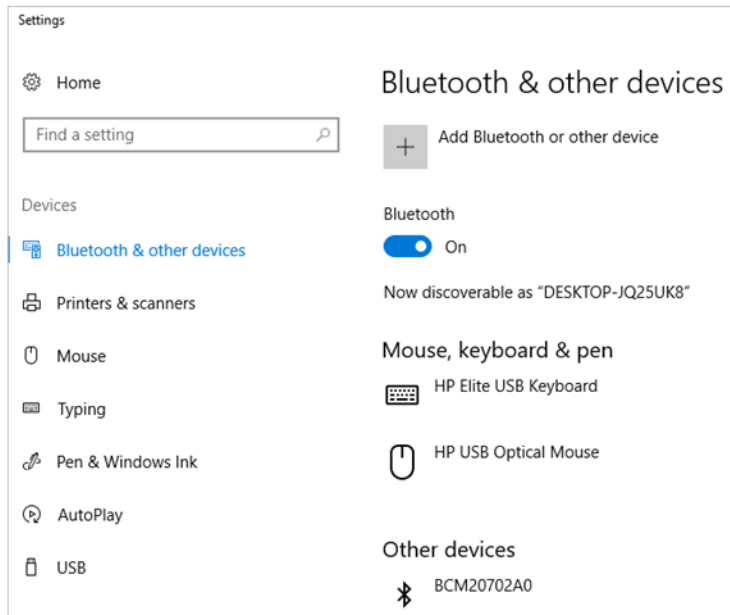 Settings
Home
Find a setting
Devices
Bluetooth & other devices
Printers & scanners
Mouse
Typing
Pen & Windows Ink
AutoPlay
USB
Bluetooth & other devices
Add Bluetooth or other device
Bluetooth
On
Now discoverable as “DESKTOP-JQ25UK8”
Mouse, keyboard & pen
HP Elite USB Keyboard
HP USB Optical Mouse
Other devices
BCM20702A0